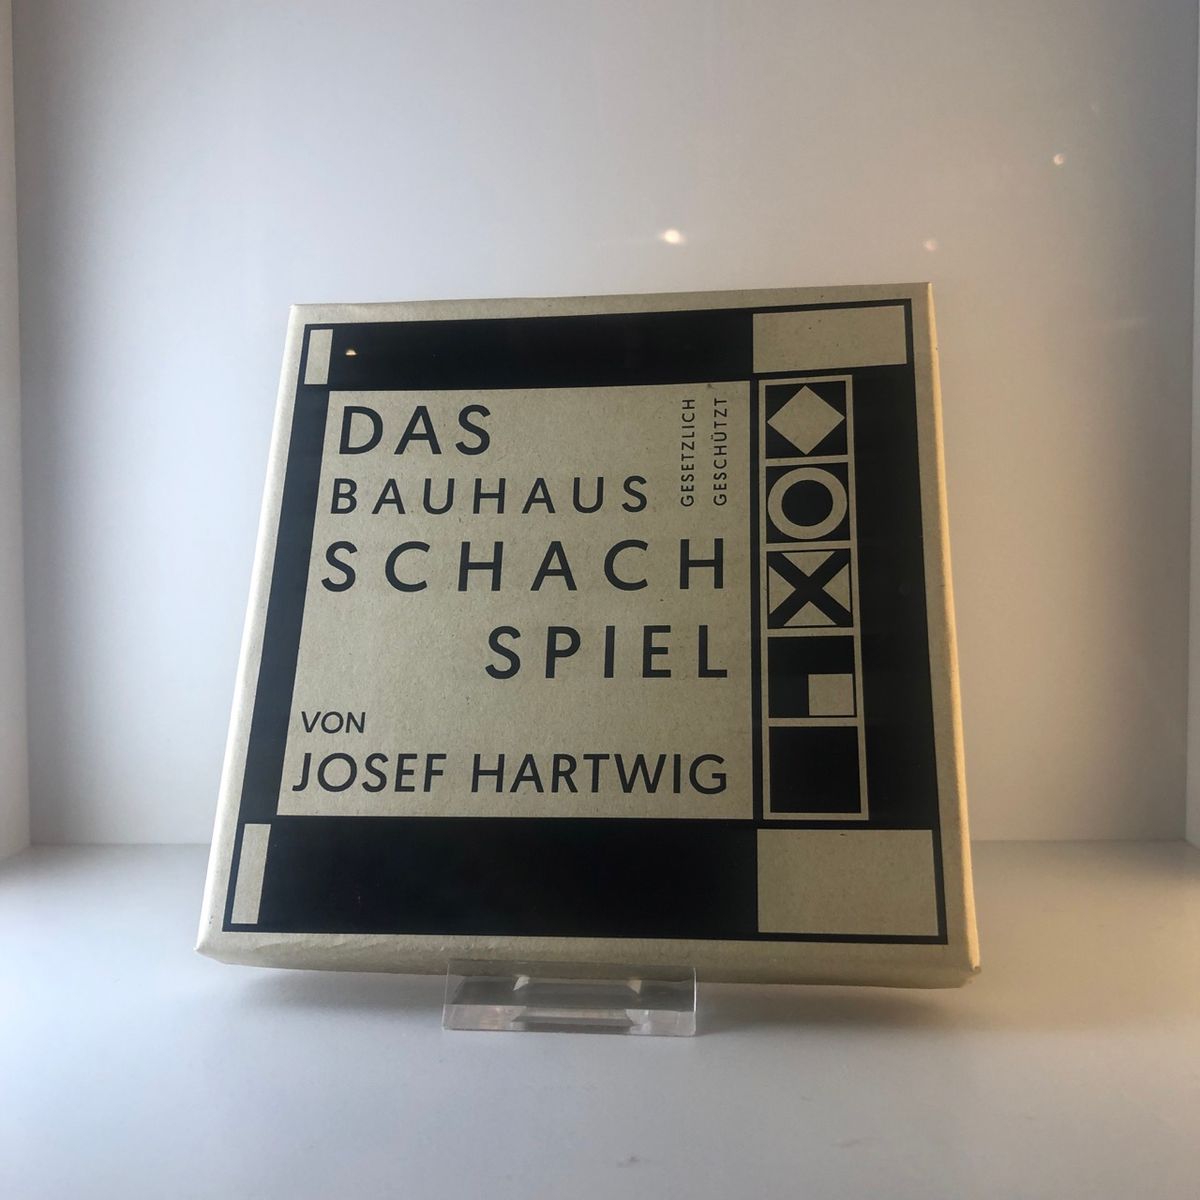 DAS
BAUHAUS
SCHACH
SPIEL
GESETZLICH
GESCHÜTZT
VON
JOSEF HARTWIG